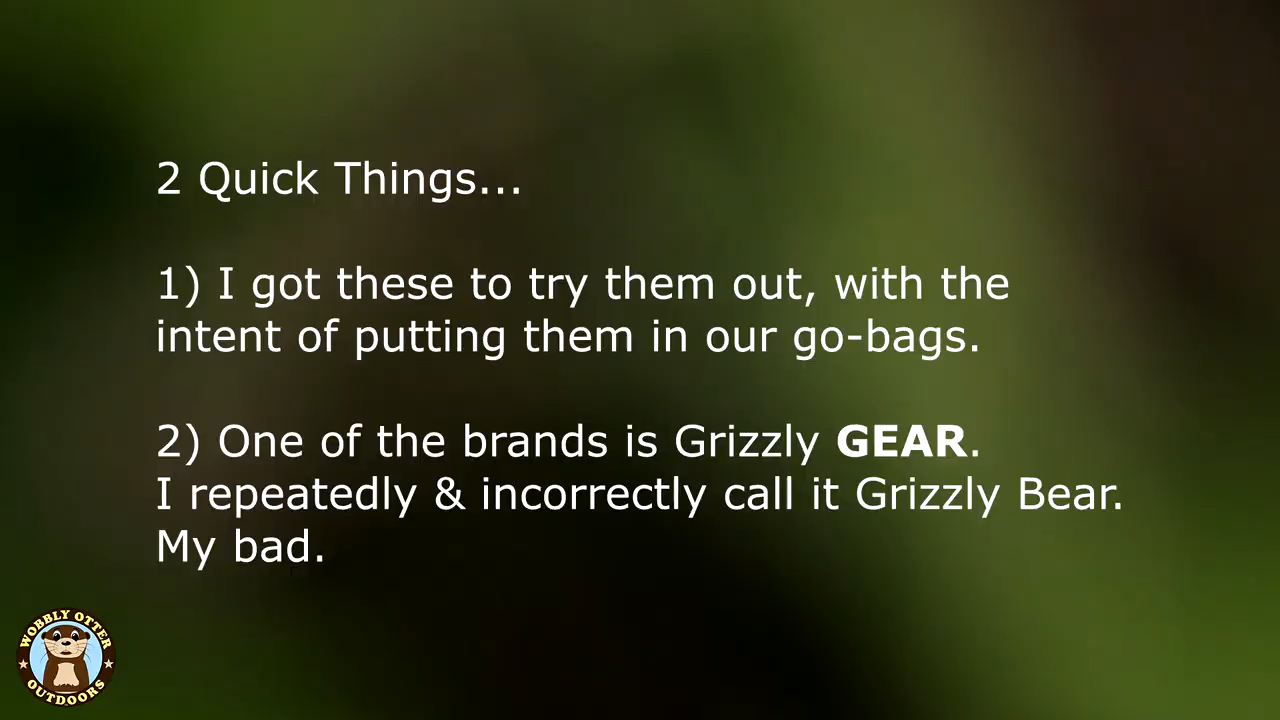 2 Quick Things...
1) I got these to try them out, with the
intent of putting them in our go-bags.
2) One of the brands is Grizzly GEAR.
I repeatedly & incorrectly call it Grizzly Bear.
My bad.
WOBBLY OTTER
OUTDOORS